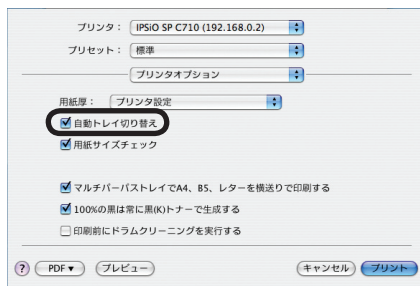 プリンタ： IPSiO SP C710 (192.168.0.2)
プリセット： 標準
プリンタオプション
用紙厚： プリンタ設定
自動トレイ切り替え
用紙サイズチェック
マルチパーパストレイでA4、B5、レターを横送りで印刷する
100%の黒は常に黒(K)トナーで生成する
印刷前にドラムクリーニングを実行する
? PDF▼ プレビュー キャンセル プリント